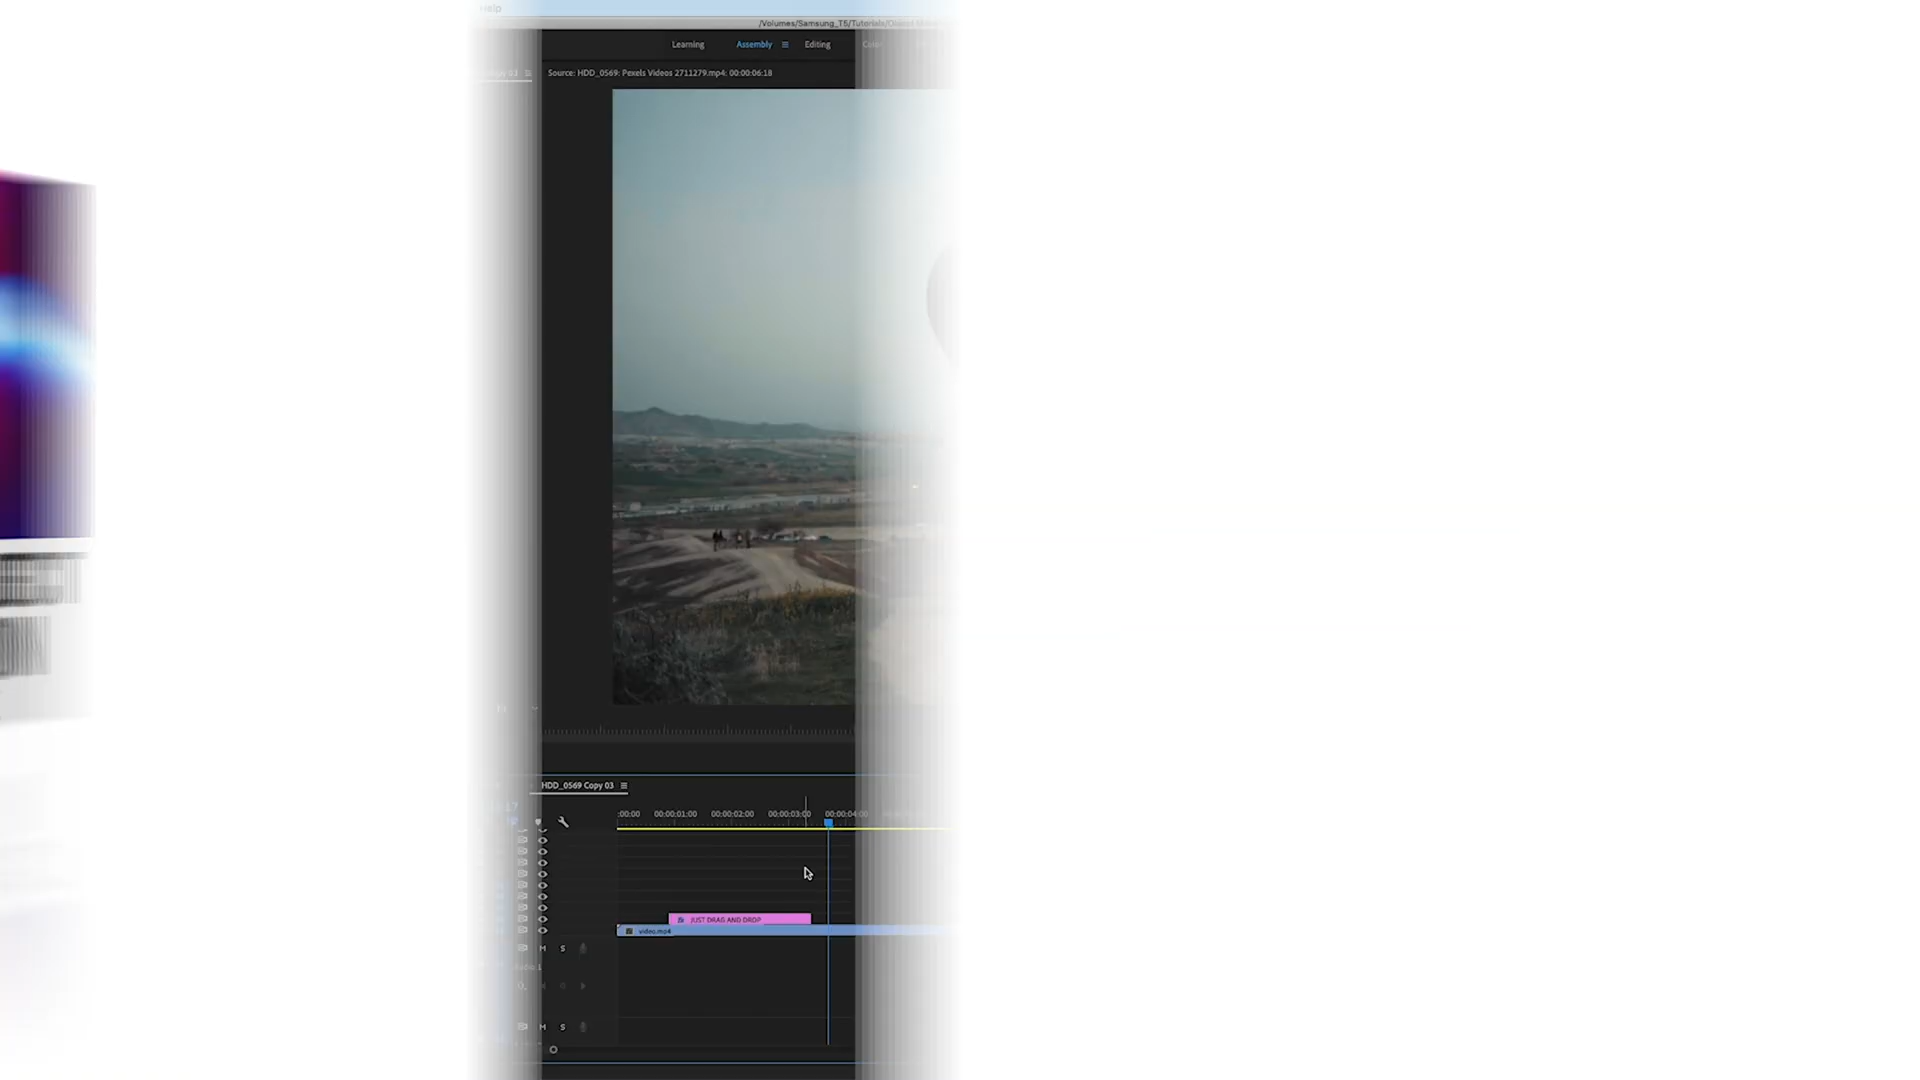 Help
/Volumes/Samsung_T5/Tutorials/
Learning
Assembly
Editing
Color
Source: HDD_0569: Pexels Videos 2711279.mp4: 00:00:06:18
HDD_0569 Copy 03
:00:00
00:00:01:00
00:00:02:00
00:00:03:00
00:00:04:00
JUST DRAG AND DROP
video.mp4
M
S
M
S